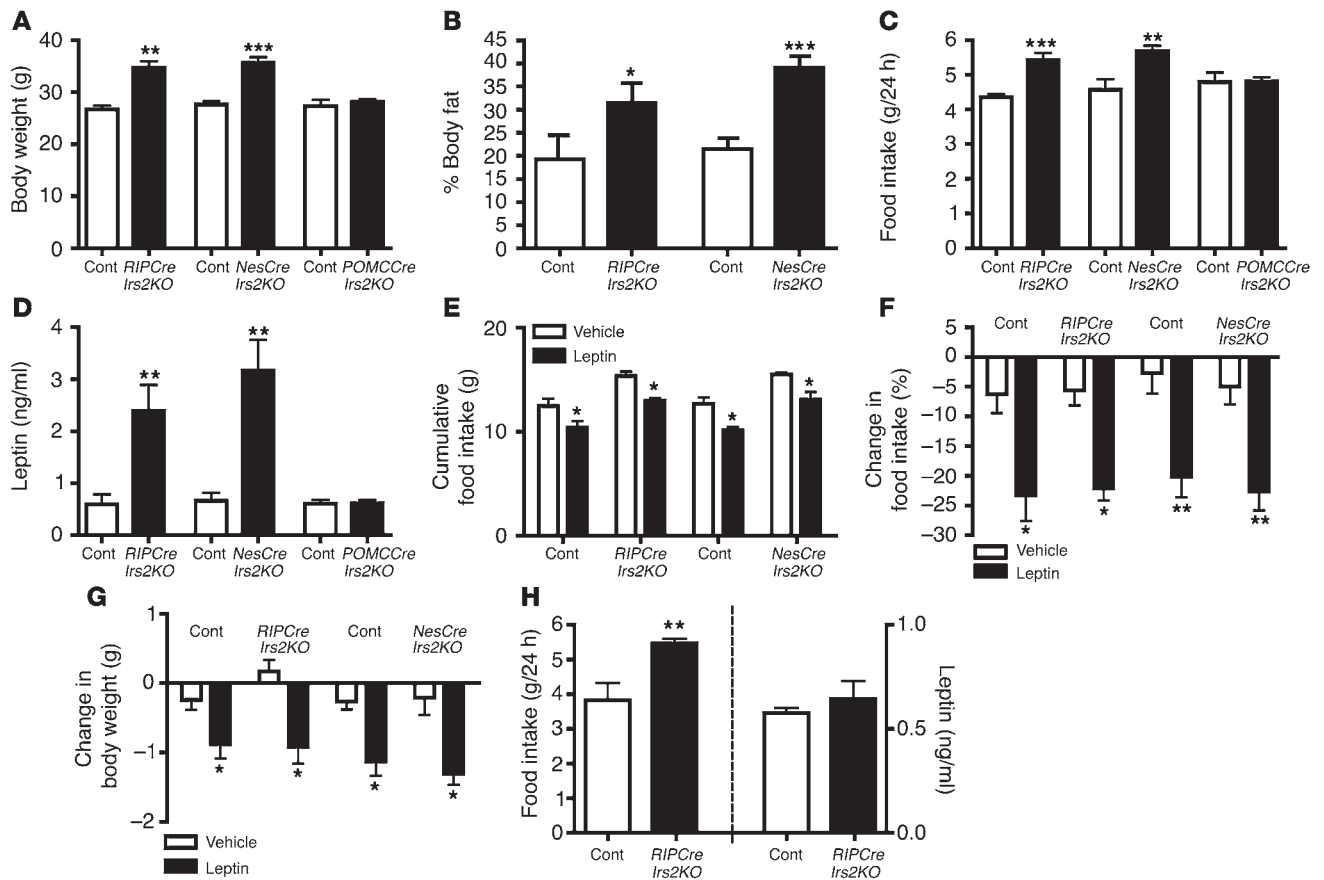 A
Body weight (g)
40
30
20
10
0
Cont RIPCre Irs2KO
Cont NesCre Irs2KO
Cont POMCCre Irs2KO
** ***
B
% Body fat
45
40
35
30
25
20
15
10
5
0
Cont RIPCre Irs2KO
Cont NesCre Irs2KO
* ***
C
Food intake (g/24 h)
6
5
4
3
2
1
0
Cont RIPCre Irs2KO
Cont NesCre Irs2KO
Cont POMCCre Irs2KO
*** **
D
Leptin (ng/ml)
4
3
2
1
0
Cont RIPCre Irs2KO
Cont NesCre Irs2KO
Cont POMCCre Irs2KO
** **
E
Cumulative
food intake (g)
20
10
0
Vehicle
Leptin
* * * *
Cont RIPCre Irs2KO
Cont NesCre Irs2KO
F
Change in
food intake (%)
5
0
−5
−10
−15
−20
−25
−30
Cont RIPCre Irs2KO
Cont NesCre Irs2KO
* * ** **
Vehicle
Leptin
G
Change in
body weight (g)
1
0
−1
−2
Cont RIPCre Irs2KO
Cont NesCre Irs2KO
* * * *
Vehicle
Leptin
H
Food intake (g/24 h)
6
5
4
3
2
1
0
**
Cont RIPCre Irs2KO
Cont RIPCre Irs2KO
1.0
0.5
0.0
Leptin (ng/ml)